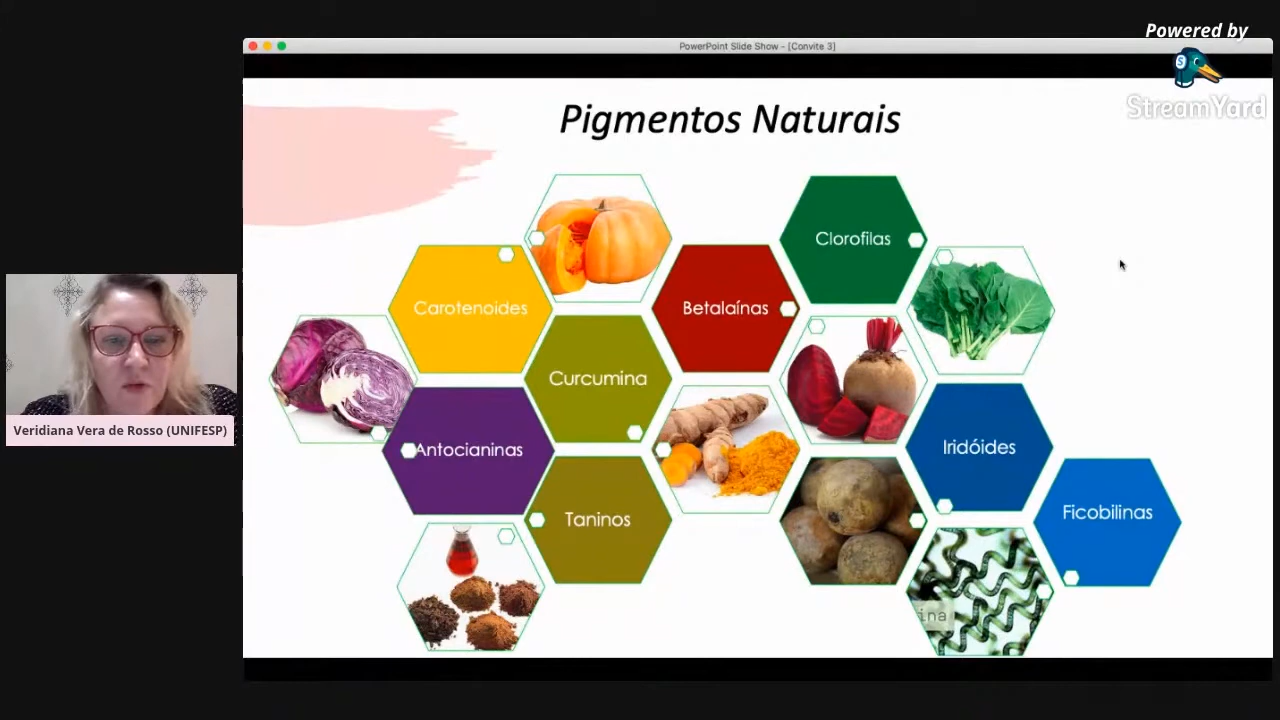 Powered by
StreamYard
PowerPoint Slide Show - [Convite 3]
Pigmentos Naturais
Clorofilas
Carotenoides
Betalaínas
Curcumina
Antocianinas
Iridóides
Taninos
Ficobilinas
ina
Veridiana Vera de Rosso (UNIFESP)